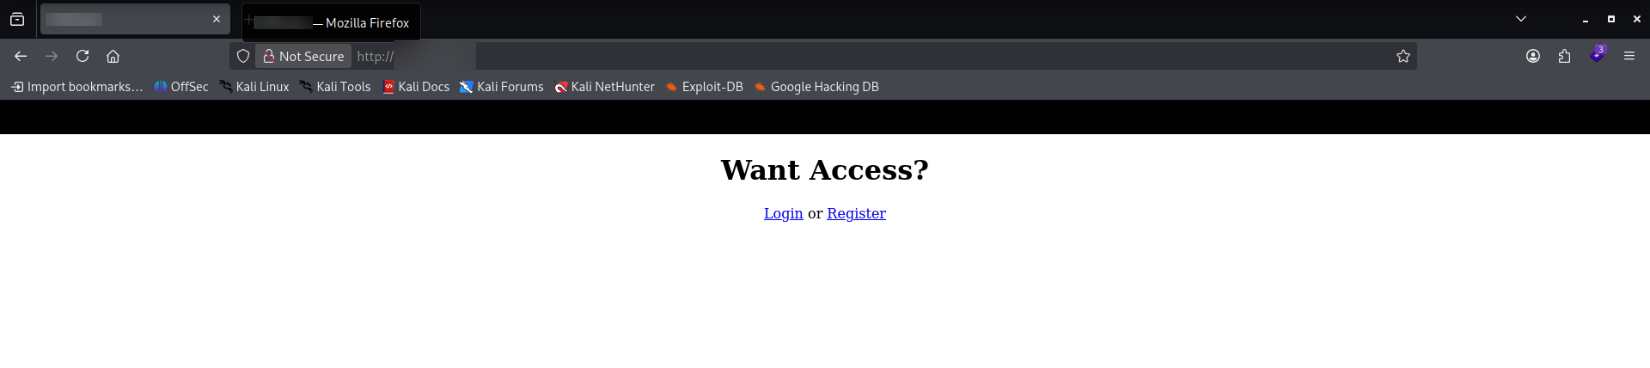 — Mozilla Firefox
Not Secure http://
Import bookmarks... OffSec Kali Linux Kali Tools Kali Docs Kali Forums Kali NetHunter Exploit-DB Google Hacking DB
3
Want Access?
Login or Register